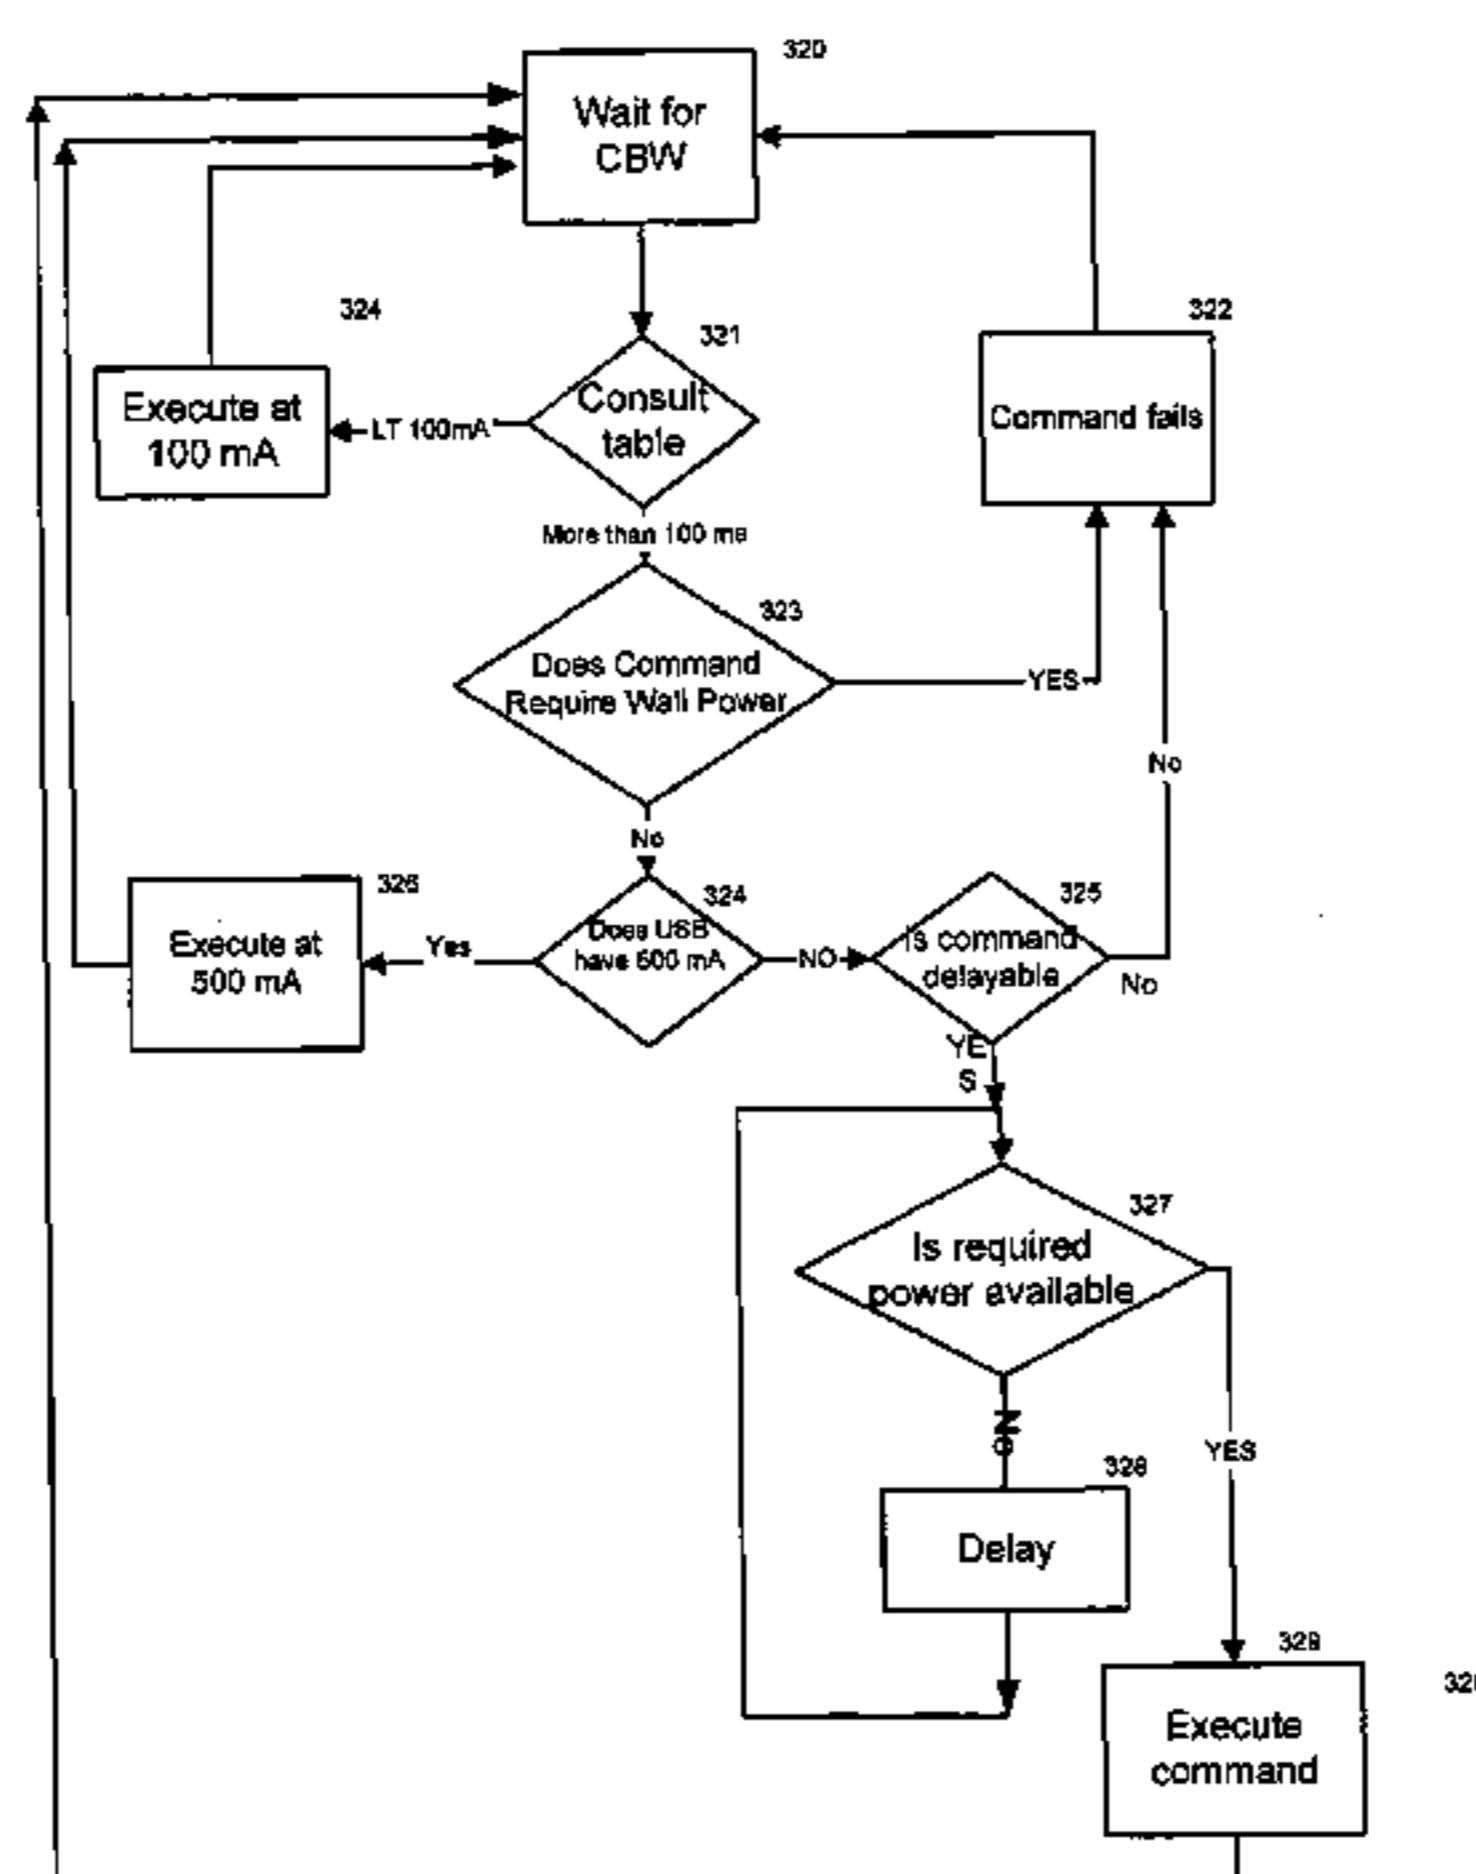 320
Wait for
CBW
324
321
322
Execute at
100 mA
LT 100mA
Consult
table
Command fails
More than 100 ma
323
Does Command
Require Wall Power
YES
No
No
326
324
325
Execute at
500 mA
Yes
Does USB
have 500 mA
NO
is command
delayable
No
YE
S
327
Is required
power available
No
YES
328
Delay
329
Execute
command